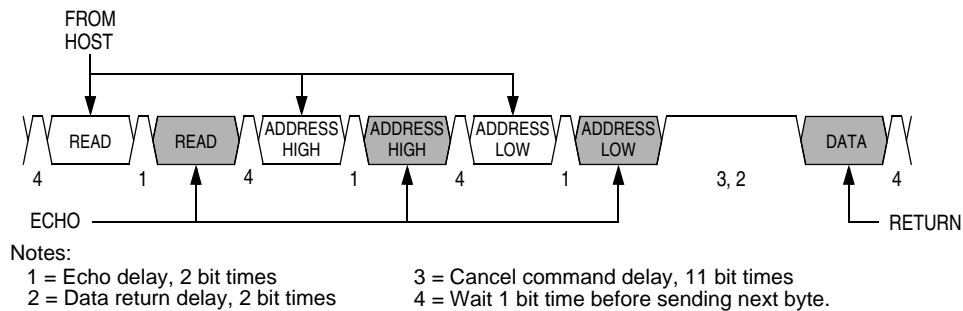 FROM
HOST
READ READ ADDRESS HIGH ADDRESS HIGH ADDRESS LOW ADDRESS LOW DATA
4 1 4 1 4 1 3, 2 4
ECHO RETURN
Notes:
1 = Echo delay, 2 bit times 3 = Cancel command delay, 11 bit times
2 = Data return delay, 2 bit times 4 = Wait 1 bit time before sending next byte.